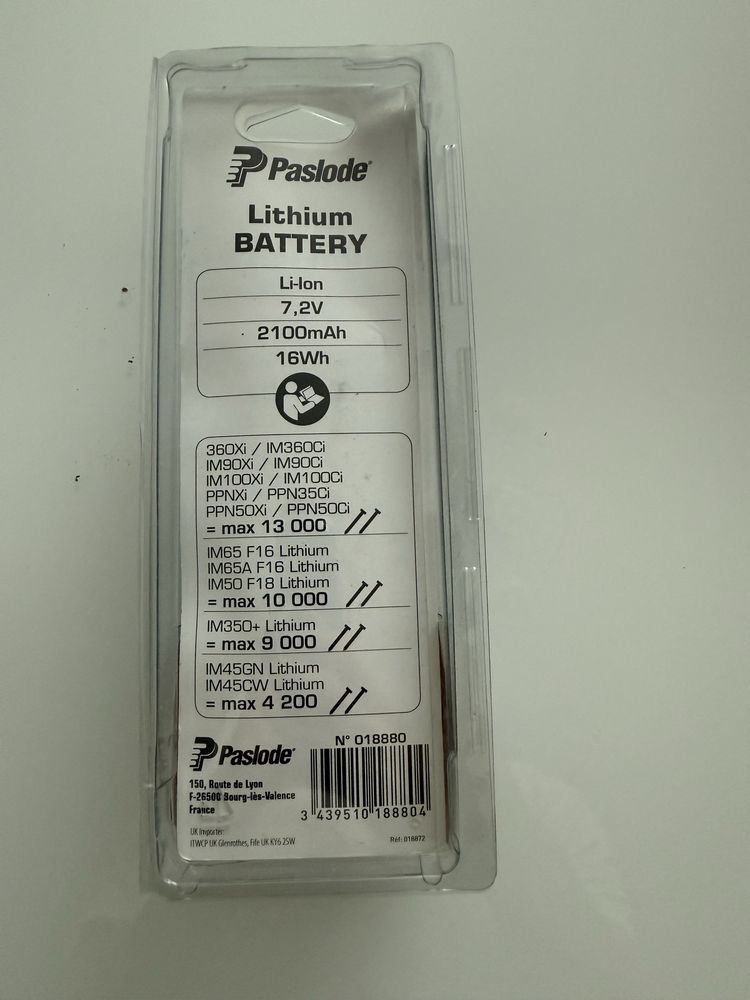 Paslode®
Lithium
BATTERY
Li-Ion
7,2V
2100mAh
16Wh
360Xi / IM360Ci
IM90Xi / IM90Ci
IM100Xi / IM100Ci
PPNXi / PPN35Ci
PPN50Xi / PPN50Ci
= max 13 000
IM65 F16 Lithium
IM65A F16 Lithium
IM50 F18 Lithium
= max 10 000
IM350+ Lithium
= max 9 000
IM45GN Lithium
IM45CW Lithium
= max 4 200
Paslode®
N° 018880
150, Route de Lyon
F-26500 Bourg-lès-Valence
France
3 439510 188804
UK Importer:
ITWCP UK Glenrothes, Fife UK KY6 2SW
Réf: 018872